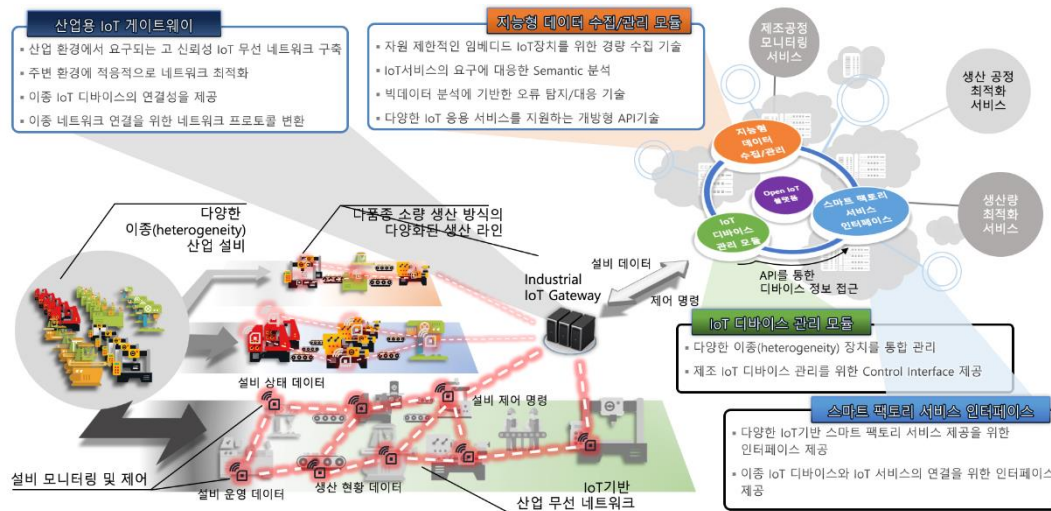 산업용 IoT 게이트웨이
▪ 산업 환경에서 요구되는 고 신뢰성 IoT 무선 네트워크 구축
▪ 주변 환경에 적응적으로 네트워크 최적화
▪ 이종 IoT 디바이스의 연결성을 제공
▪ 이종 네트워크 연결을 위한 네트워크 프로토콜 변환
지능형 데이터 수집/관리 모듈
▪ 자원 제한적인 임베디드 IoT장치를 위한 경량 수집 기술
▪ IoT서비스의 요구에 대응한 Semantic 분석
▪ 빅데이터 분석에 기반한 오류 탐지/대응 기술
▪ 다양한 IoT 응용 서비스를 지원하는 개방형 API기술
제조공정
모니터링
서비스
생산 공정
최적화
서비스
생산량
최적화
서비스
지능형
데이터
수집/관리
Open IoT
플랫폼
IoT
디바이스
관리 모듈
스마트 팩토리
서비스
인터페이스
API를 통한
디바이스 정보 접근
다양한
이종(heterogeneity)
산업 설비
다품종 소량 생산 방식의
다양화된 생산 라인
Industrial
IoT Gateway
설비 데이터
제어 명령
IoT 디바이스 관리 모듈
▪ 다양한 이종(heterogeneity) 장치를 통합 관리
▪ 제조 IoT 디바이스 관리를 위한 Control Interface 제공
스마트 팩토리 서비스 인터페이스
▪ 다양한 IoT기반 스마트 팩토리 서비스 제공을 위한
인터페이스 제공
▪ 이종 IoT 디바이스와 IoT 서비스의 연결을 위한 인터페이스
제공
설비 상태 데이터
설비 제어 명령
설비 모니터링 및 제어
설비 운영 데이터
생산 현황 데이터
IoT기반
산업 무선 네트워크